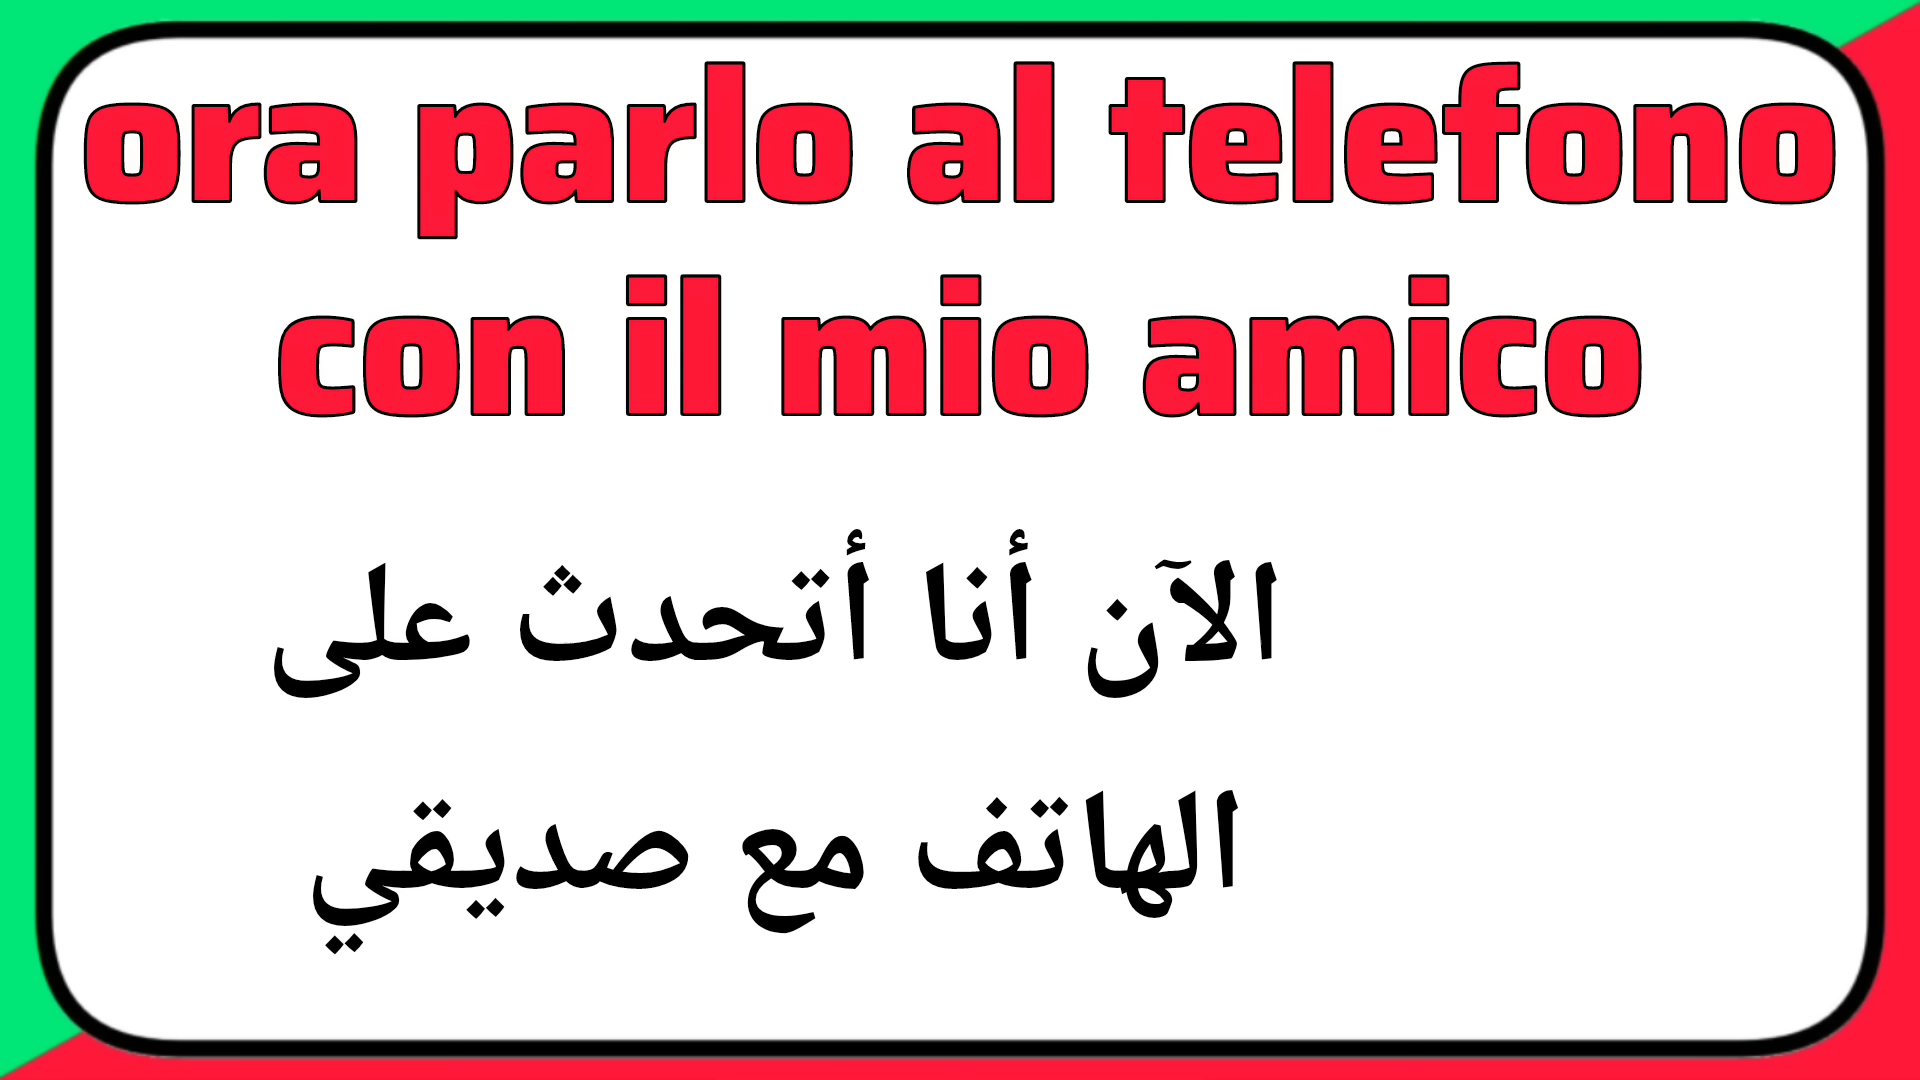 ora parlo al telefono
con il mio amico
الآن أنا أتحدث على
الهاتف مع صديقي